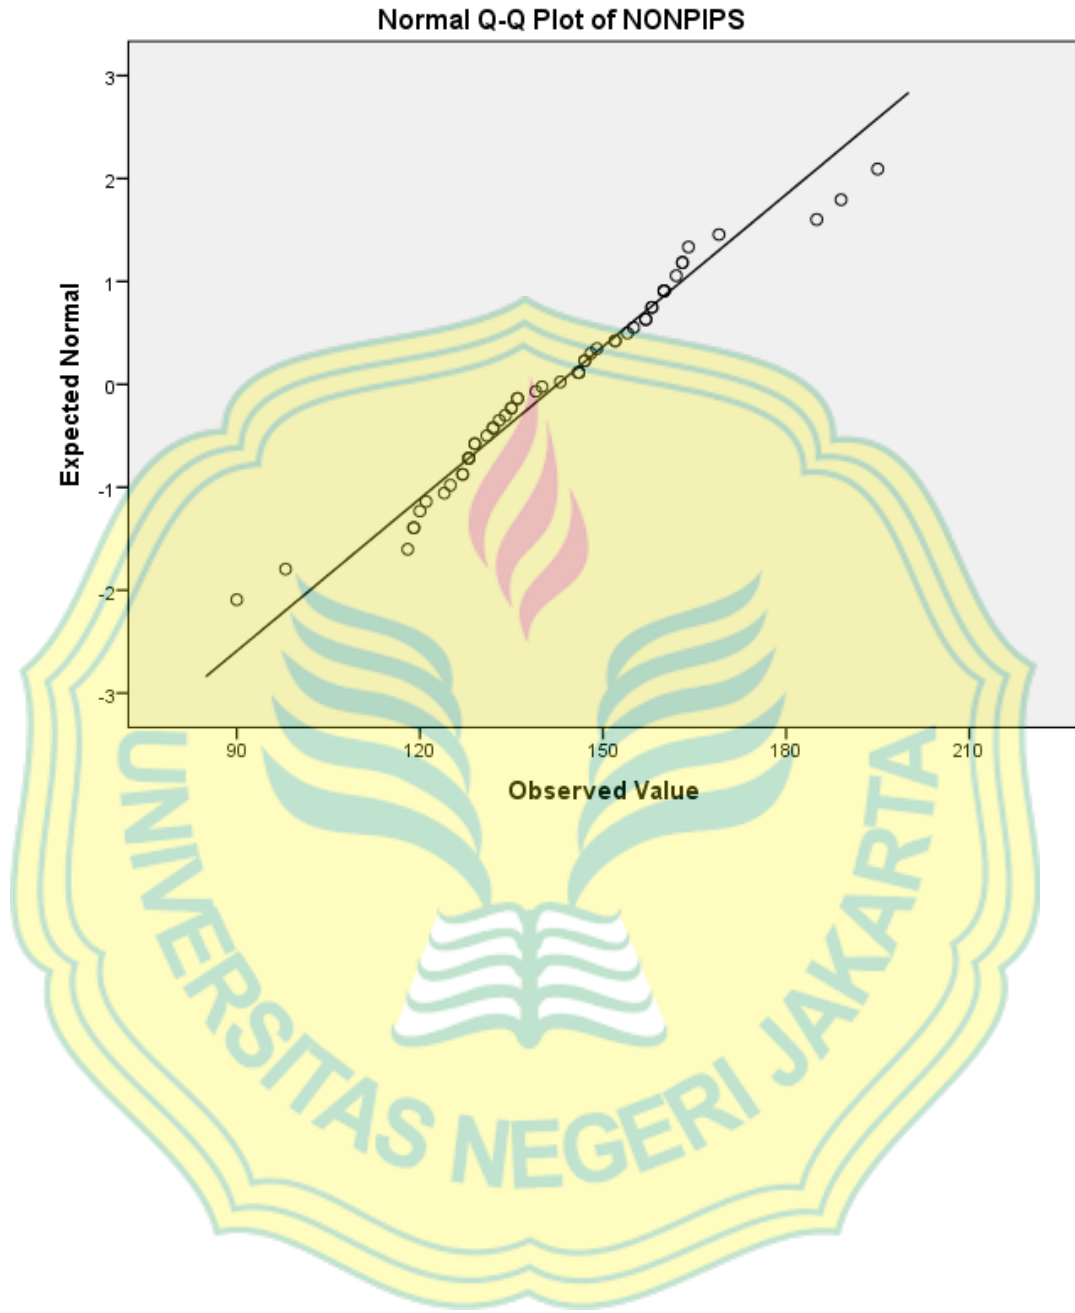 Normal Q-Q Plot of NONPIPS
3
2
1
0
-1
-2
-3
Expected Normal
90 120 150 180 210
Observed Value
UNIVERSITAS NEGERI JAKARTA